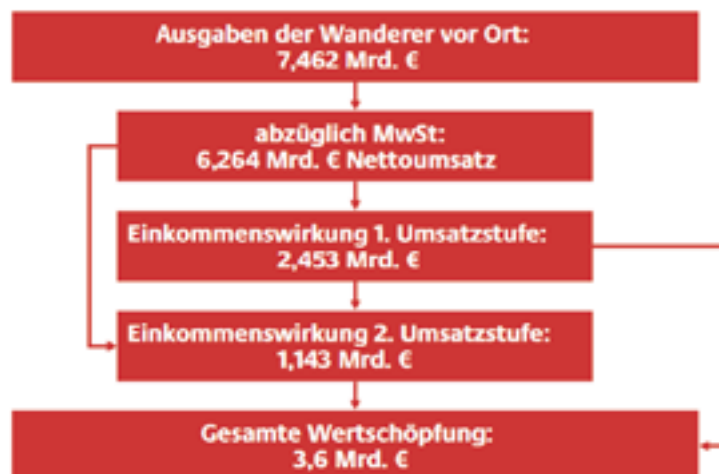 Ausgaben der Wanderer vor Ort:
7,462 Mrd. €
abzüglich MwSt:
6,264 Mrd. € Nettoumsatz
Einkommenswirkung 1. Umsatzstufe:
2,453 Mrd. €
Einkommenswirkung 2. Umsatzstufe:
1,143 Mrd. €
Gesamte Wertschöpfung:
3,6 Mrd. €